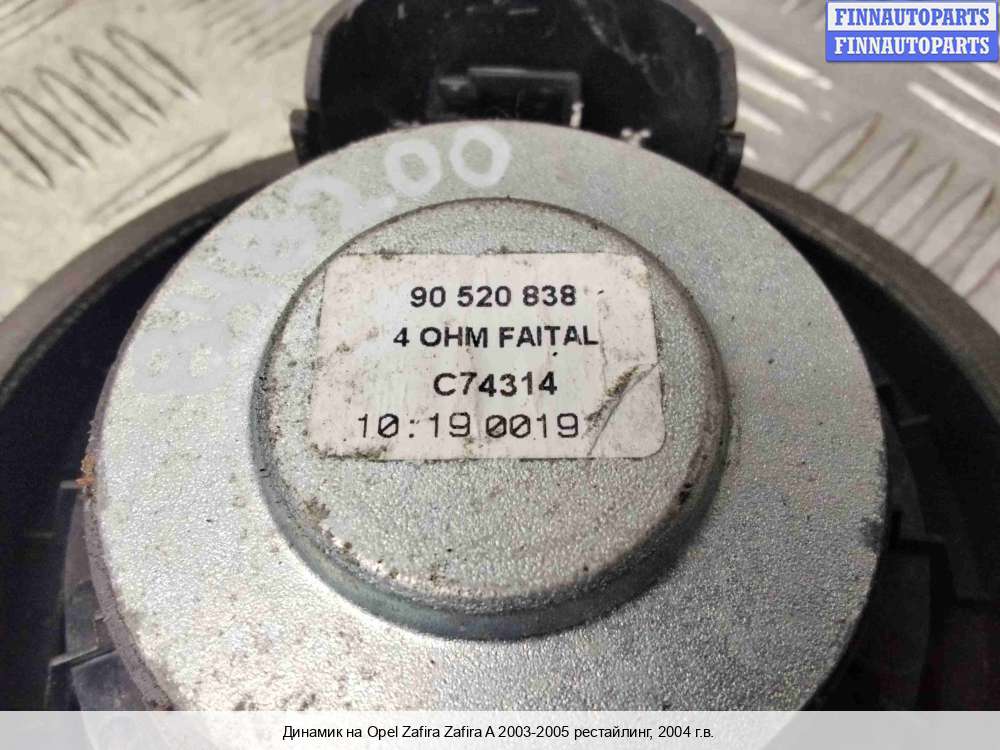 FINNAUTOPARTS
FINNAUTOPARTS
90 520 838
4 OHM FAITAL
C74314
10:19 0019
Динамик на Opel Zafira Zafira A 2003-2005 рестайлинг, 2004 г.в.